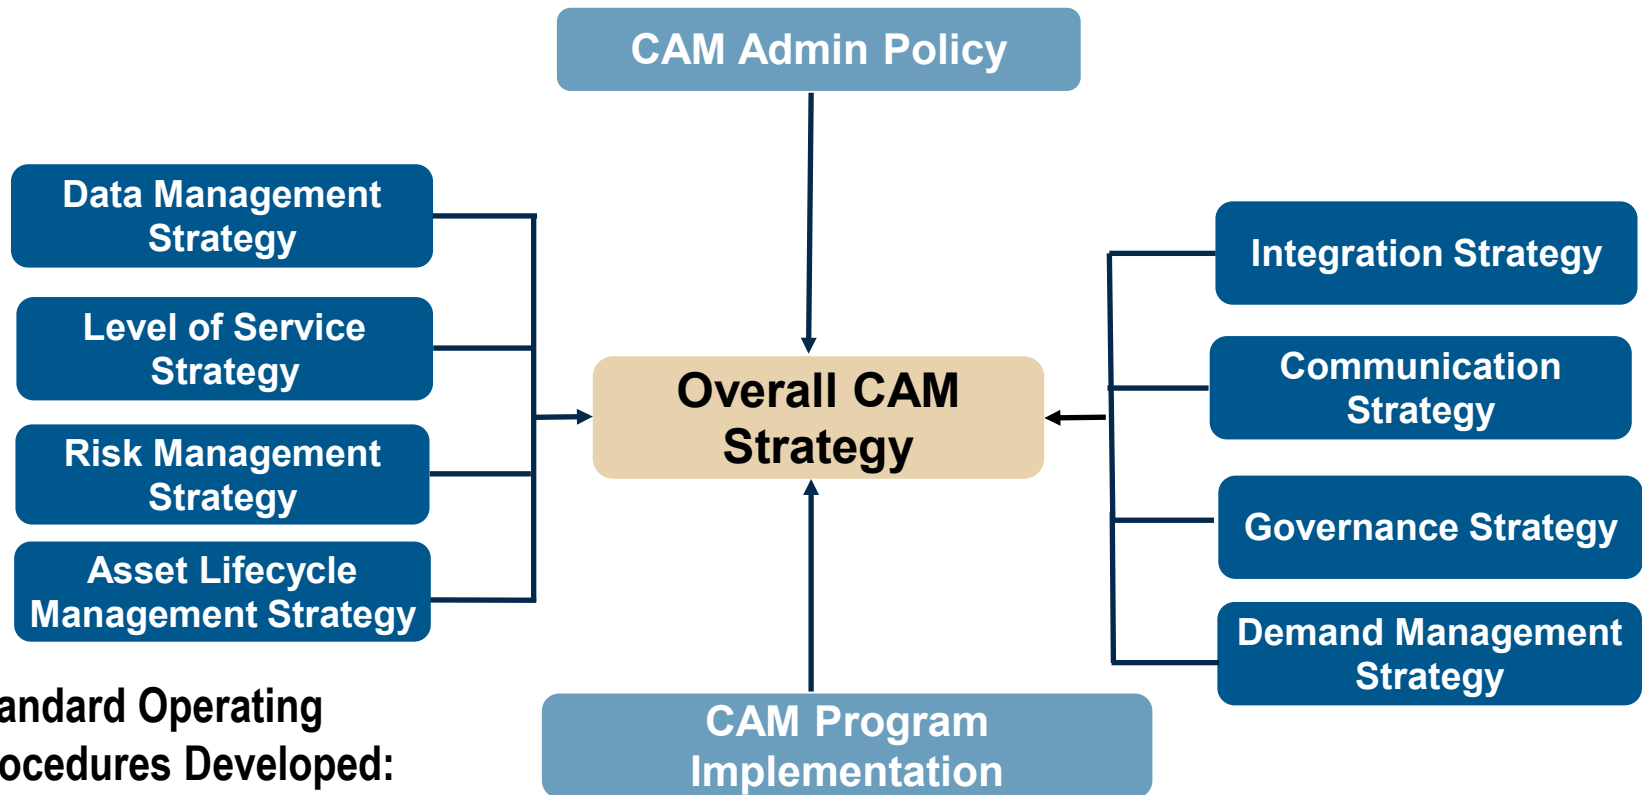 CAM Admin Policy
Data Management
Strategy
Level of Service
Strategy
Risk Management
Strategy
Asset Lifecycle
Management Strategy
Overall CAM
Strategy
Integration Strategy
Communication
Strategy
Governance Strategy
Demand Management
Strategy
CAM Program
Implementation
andard Operating
ocedures Developed: